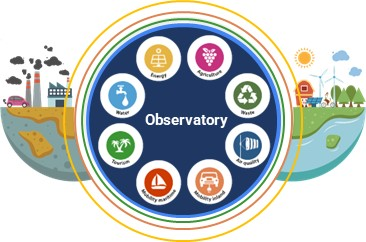 Energy
Agriculture
Water
Waste
Observatory
Tourism
Air quality
Mobility maritime
Mobility inland